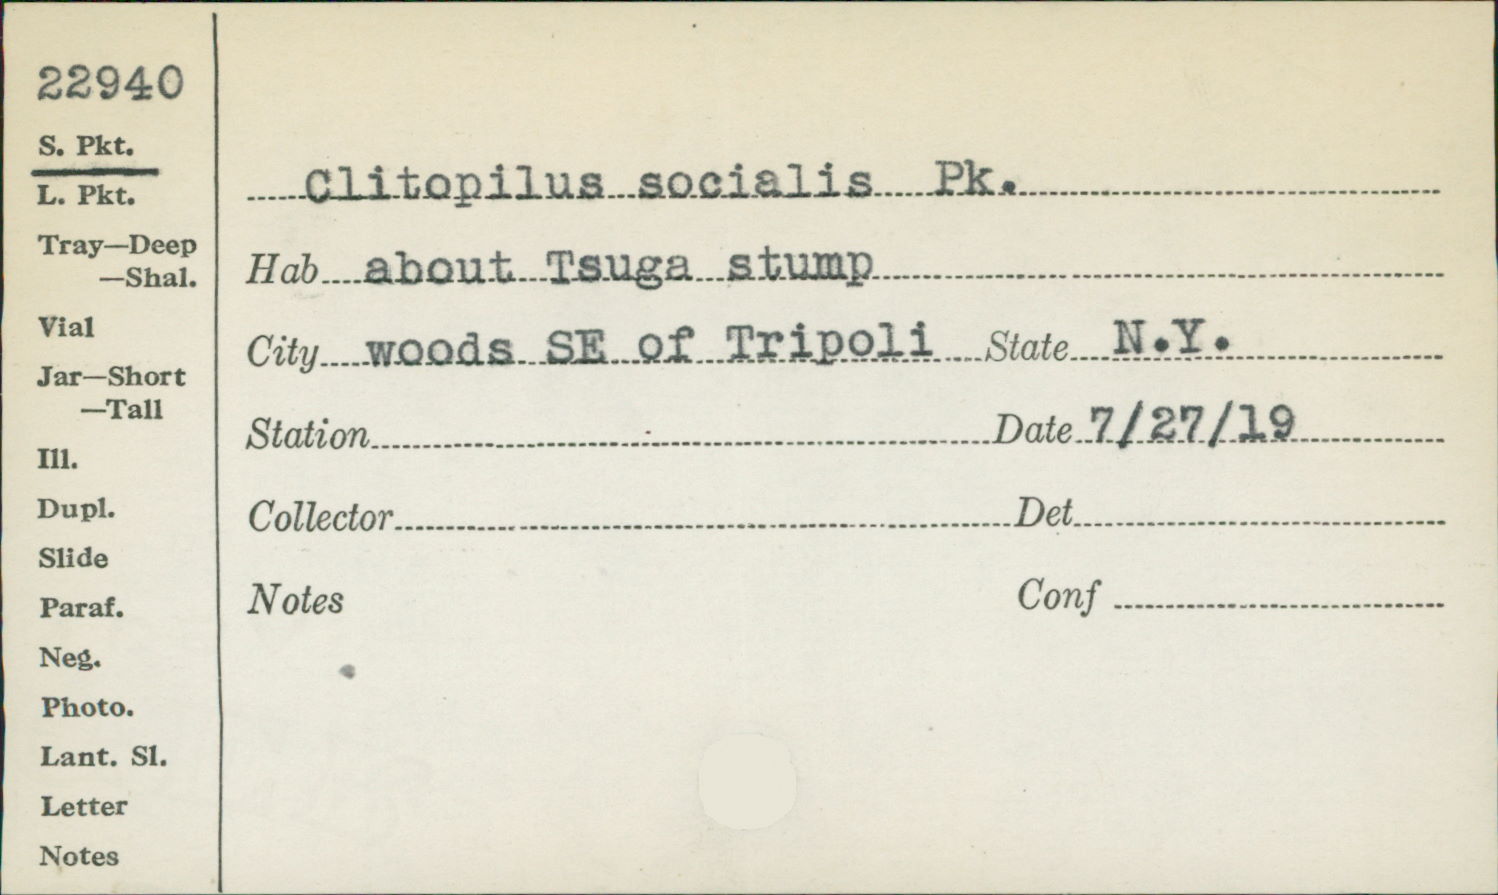 22940
S. Pkt.
L. Pkt.
Tray—Deep
—Shal.
Vial
Jar—Short
—Tall
Ill.
Dupl.
Slide
Paraf.
Neg.
Photo.
Lant. Sl.
Letter
Notes
Clitopilus socialis Pk.
Hab about Tsuga stump
City woods SE of Tripoli State N.Y.
Station Date 7/27/19
Collector Det
Notes Conf